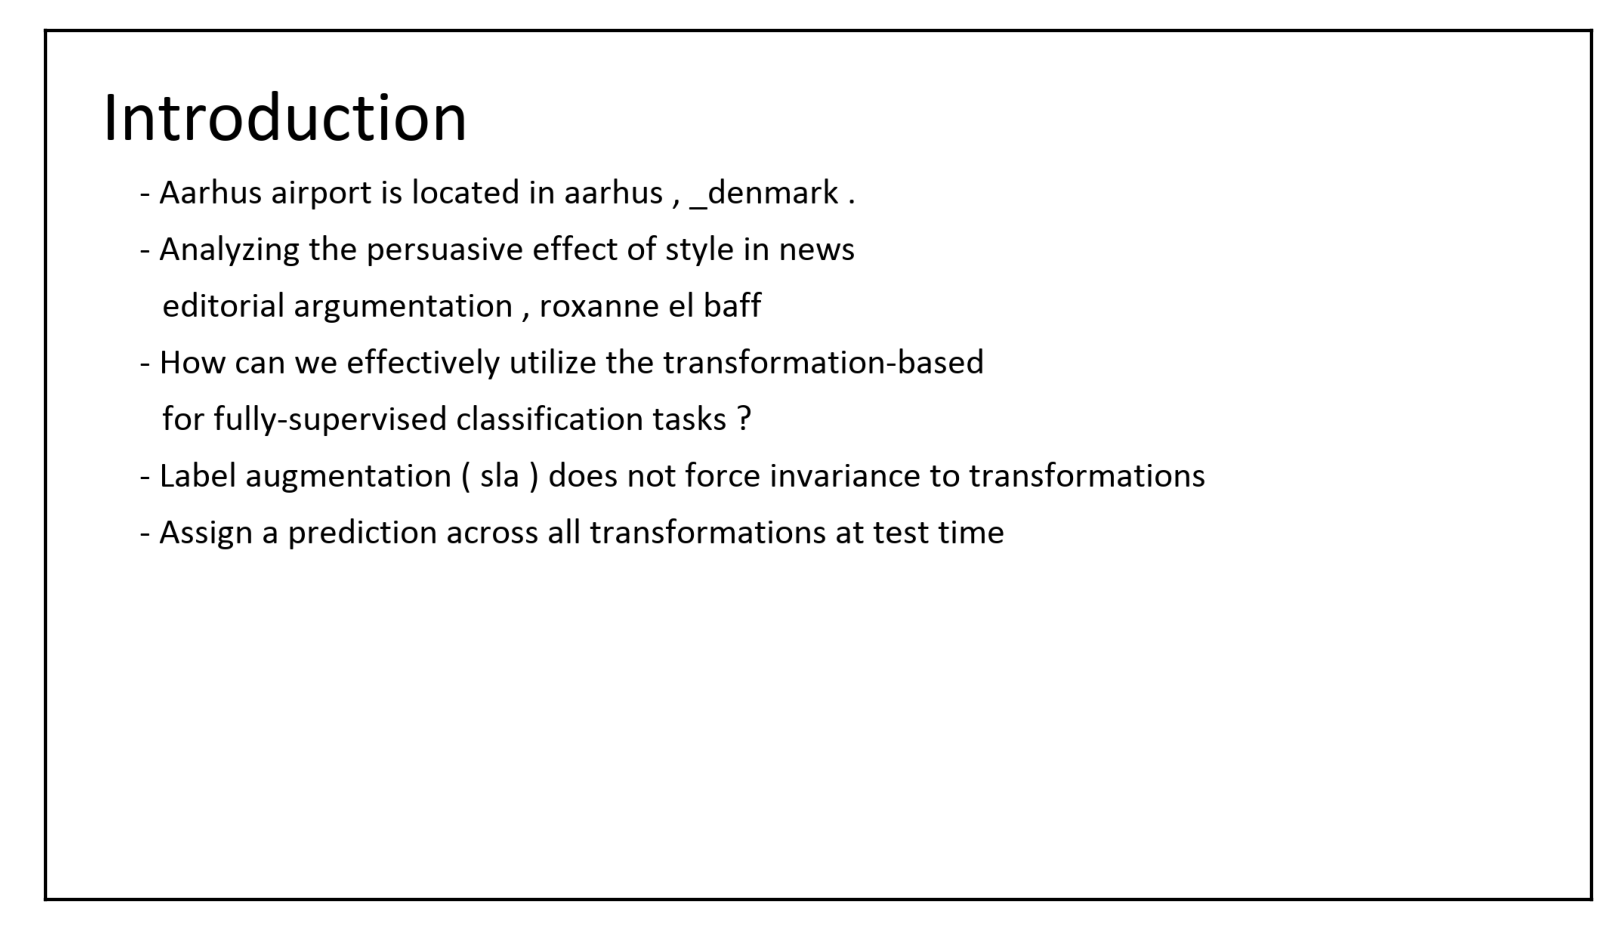 Introduction
- Aarhus airport is located in aarhus , _denmark .
- Analyzing the persuasive effect of style in news
editorial argumentation , roxanne el baff
- How can we effectively utilize the transformation-based
for fully-supervised classification tasks ?
- Label augmentation ( sla ) does not force invariance to transformations
- Assign a prediction across all transformations at test time